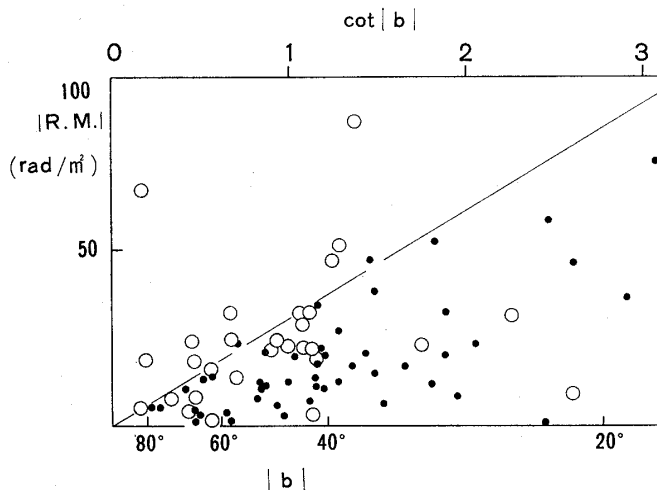 cot | b |
0 1 2 3
100
|R.M.|
(rad/m²)
50
80° 60° 40° 20°
| b |